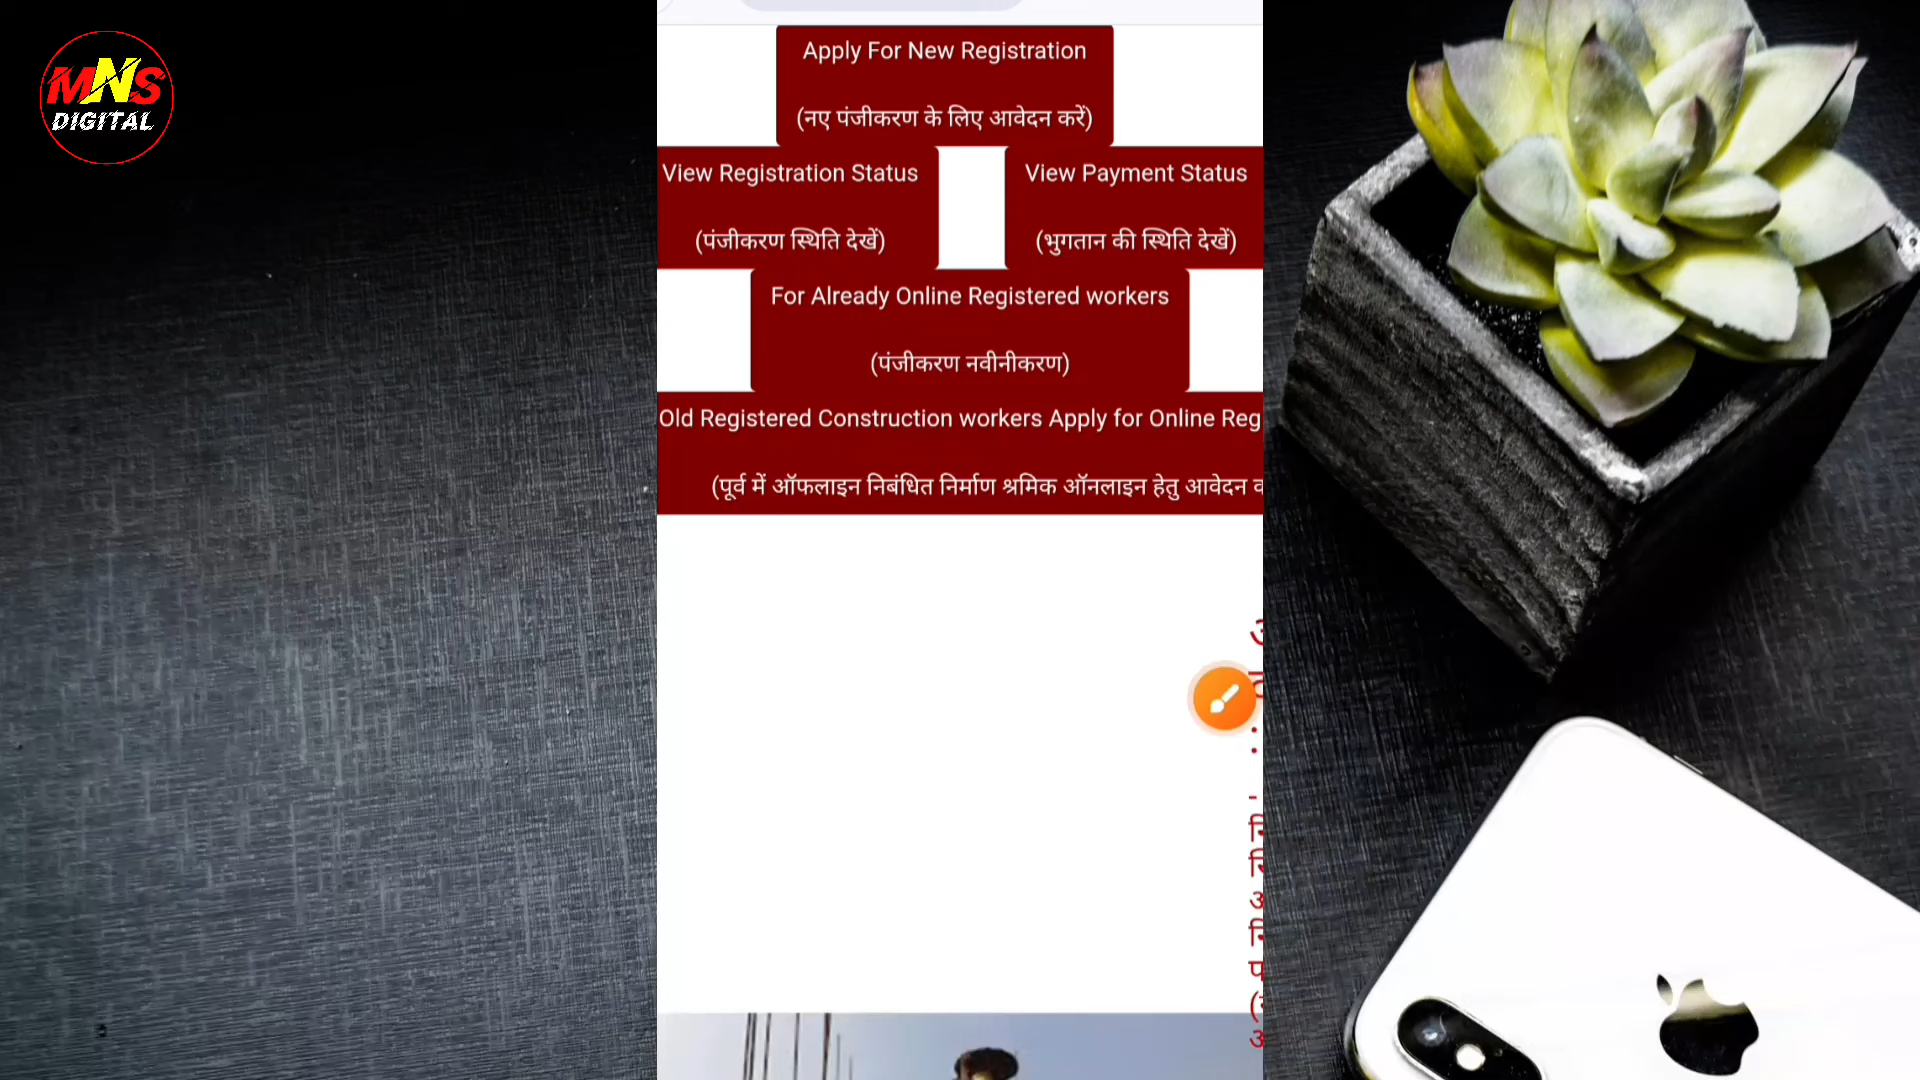 MNS
DIGITAL
Apply For New Registration
(नए पंजीकरण के लिए आवेदन करें)
View Registration Status
(पंजीकरण स्थिति देखें)
View Payment Status
(भुगतान की स्थिति देखें)
For Already Online Registered workers
(पंजीकरण नवीनीकरण)
Old Registered Construction workers Apply for Online Reg
(पूर्व में ऑफलाइन निबंधित निर्माण श्रमिक ऑनलाइन हेतु आवेदन